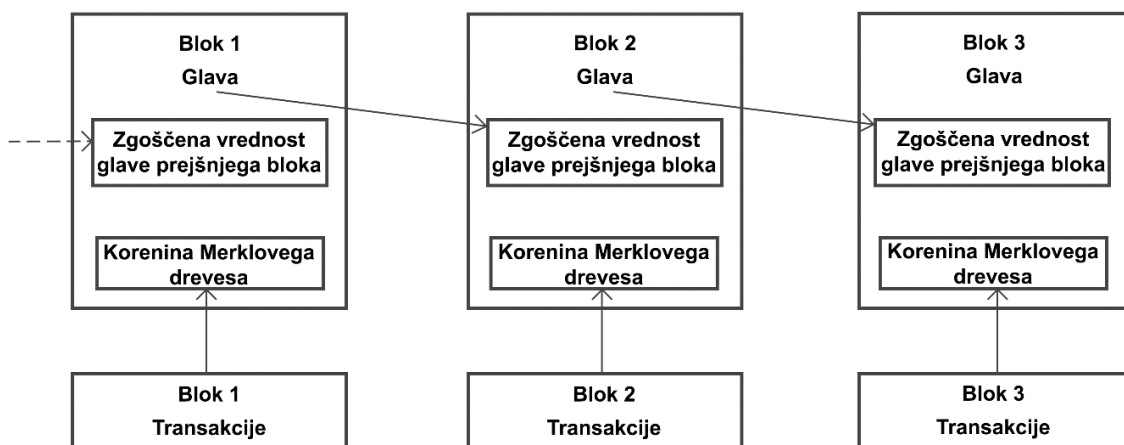 Blok 1
Glava
Zgoščena vrednost
glave prejšnjega bloka
Korenina Merklovega
drevesa
Blok 1
Transakcije
Blok 2
Glava
Zgoščena vrednost
glave prejšnjega bloka
Korenina Merklovega
drevesa
Blok 2
Transakcije
Blok 3
Glava
Zgoščena vrednost
glave prejšnjega bloka
Korenina Merklovega
drevesa
Blok 3
Transakcije